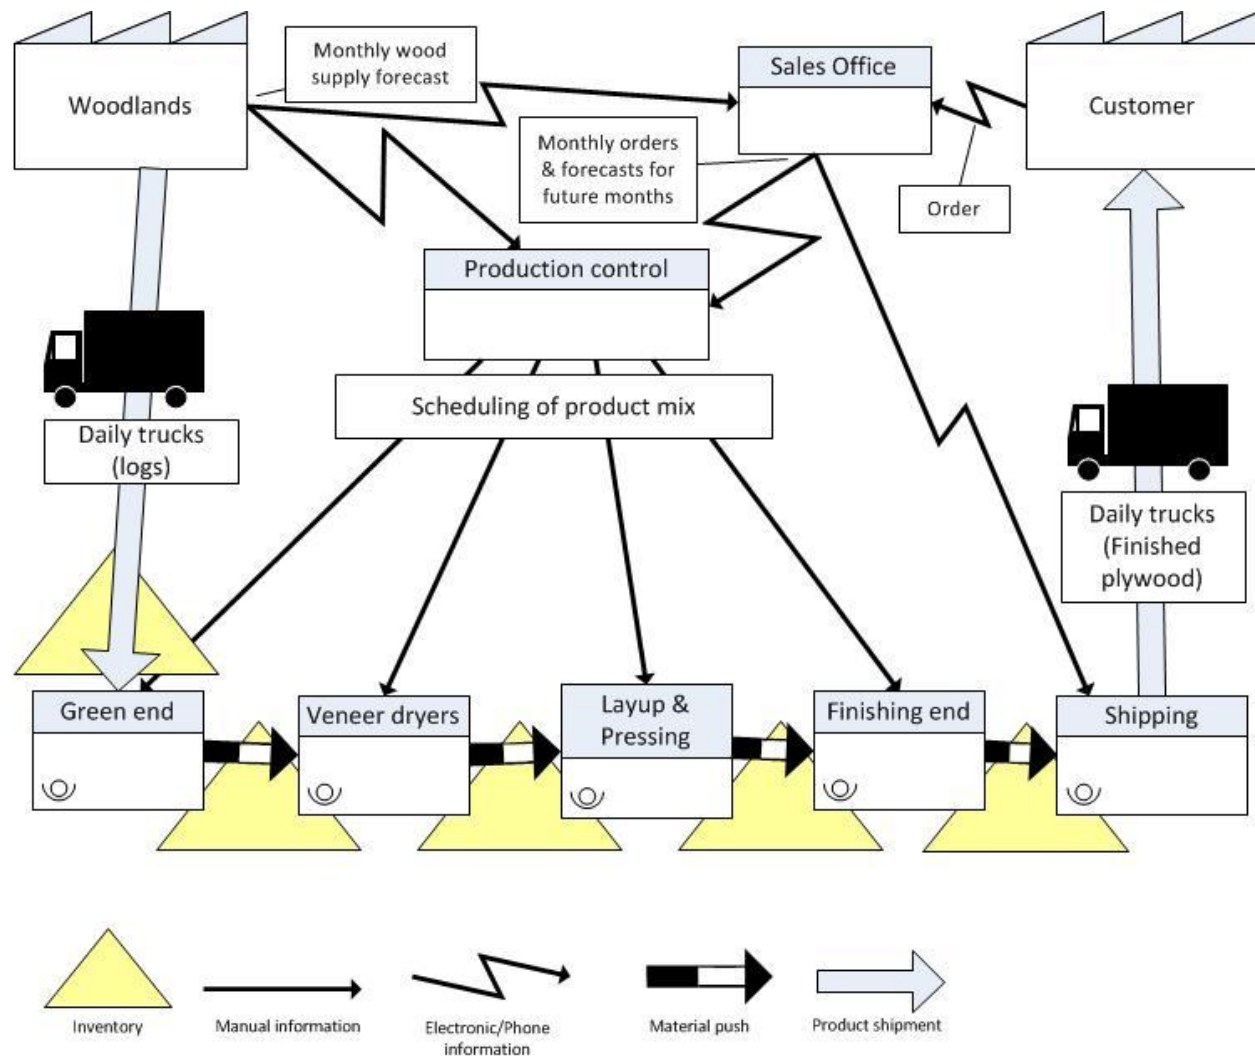 Woodlands
Monthly wood
supply forecast
Sales Office
Customer
Monthly orders
& forecasts for
future months
Order
Production control
Scheduling of product mix
Daily trucks
(logs)
Daily trucks
(Finished
plywood)
Green end
Veneer dryers
Layup &
Pressing
Finishing end
Shipping
Inventory
Manual information
Electronic/Phone
information
Material push
Product shipment